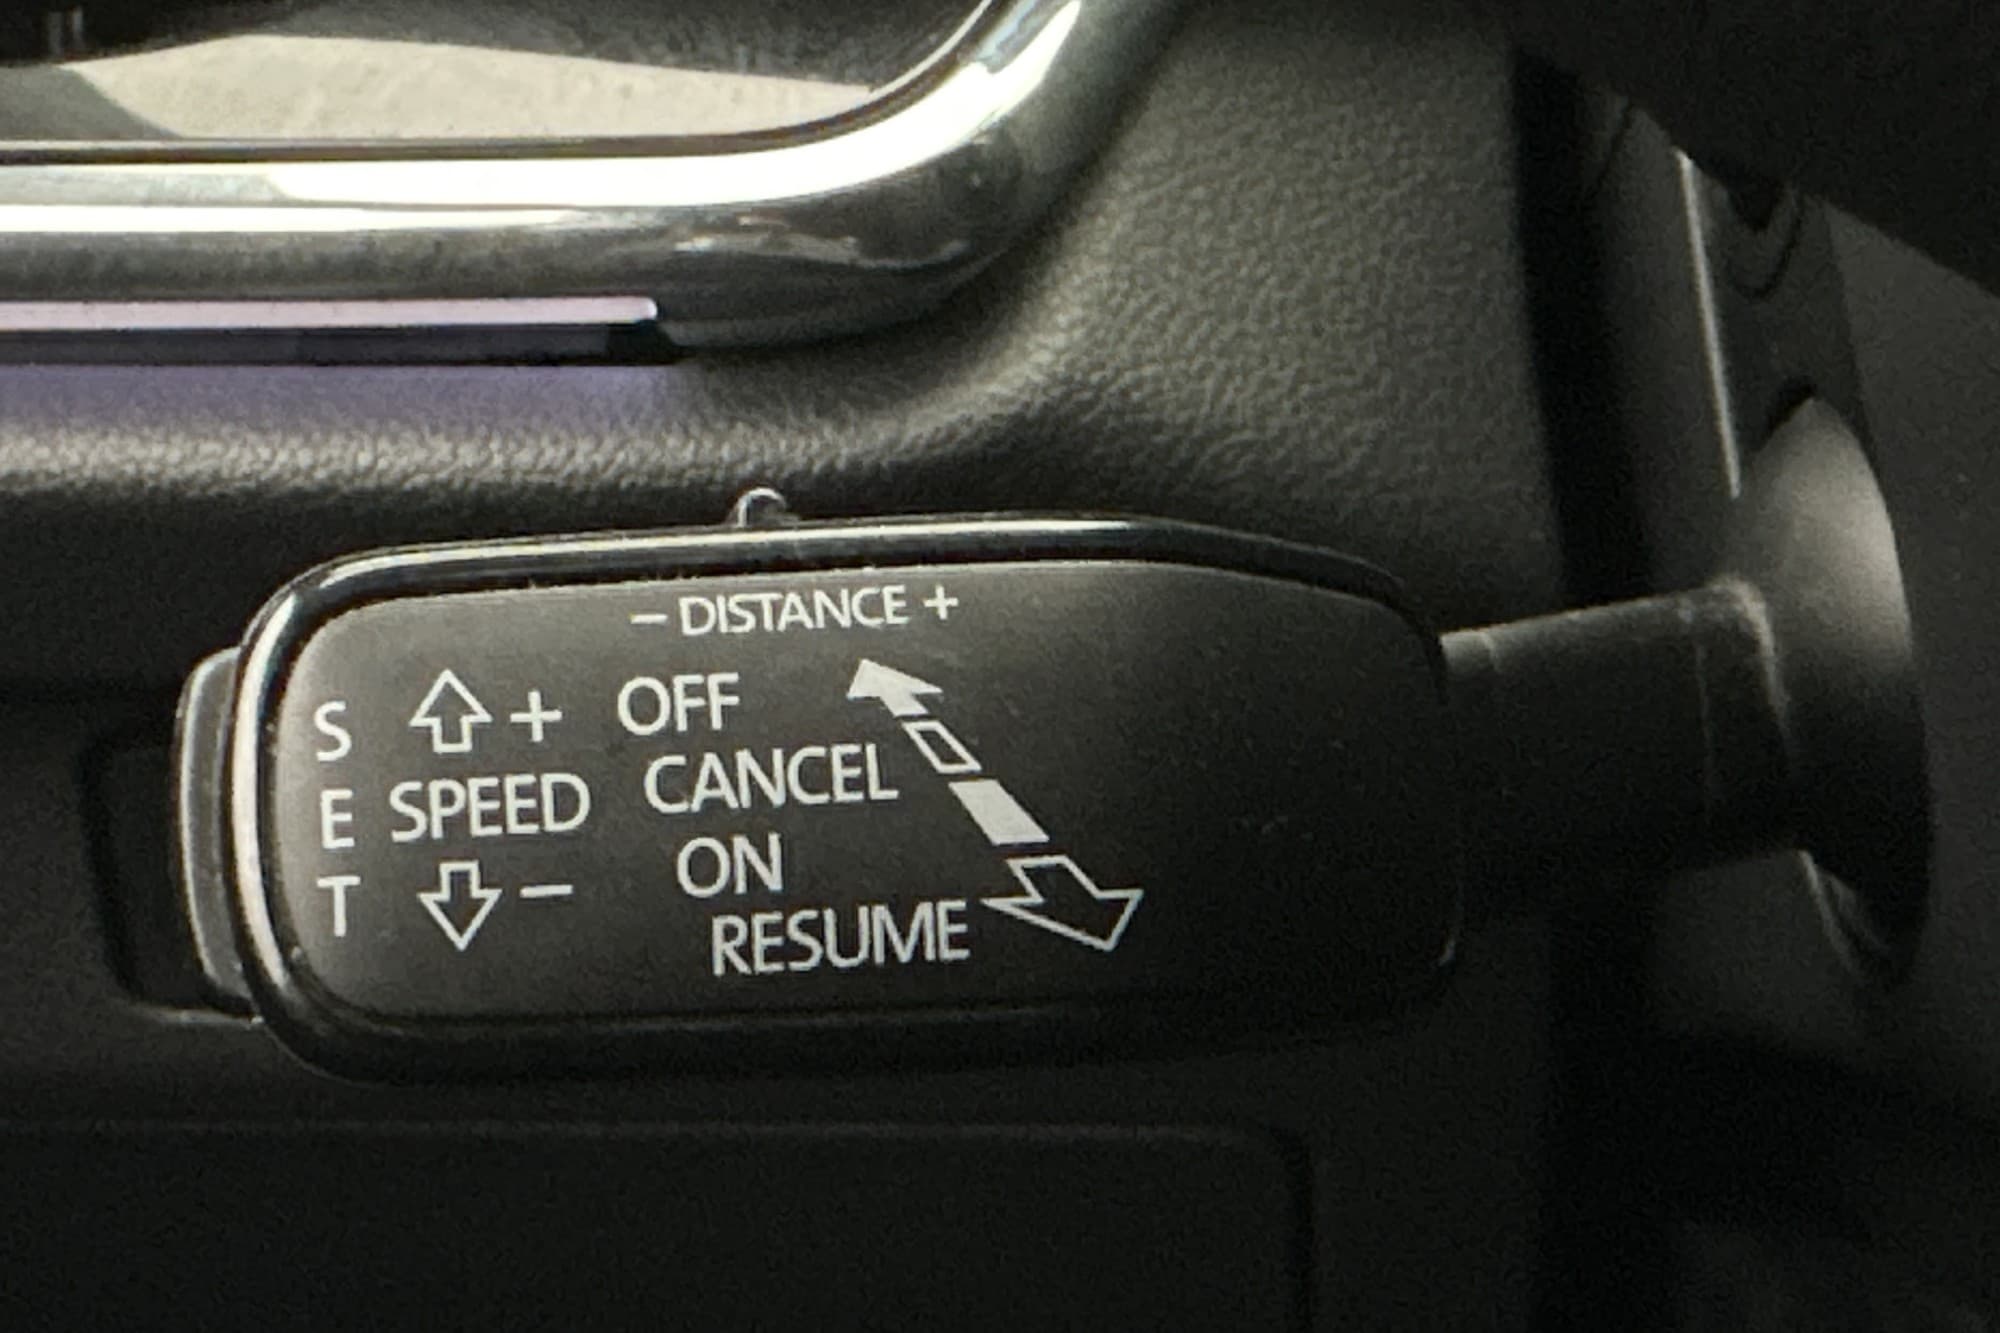 – DISTANCE +
S + OFF
E SPEED CANCEL
T – ON
RESUME